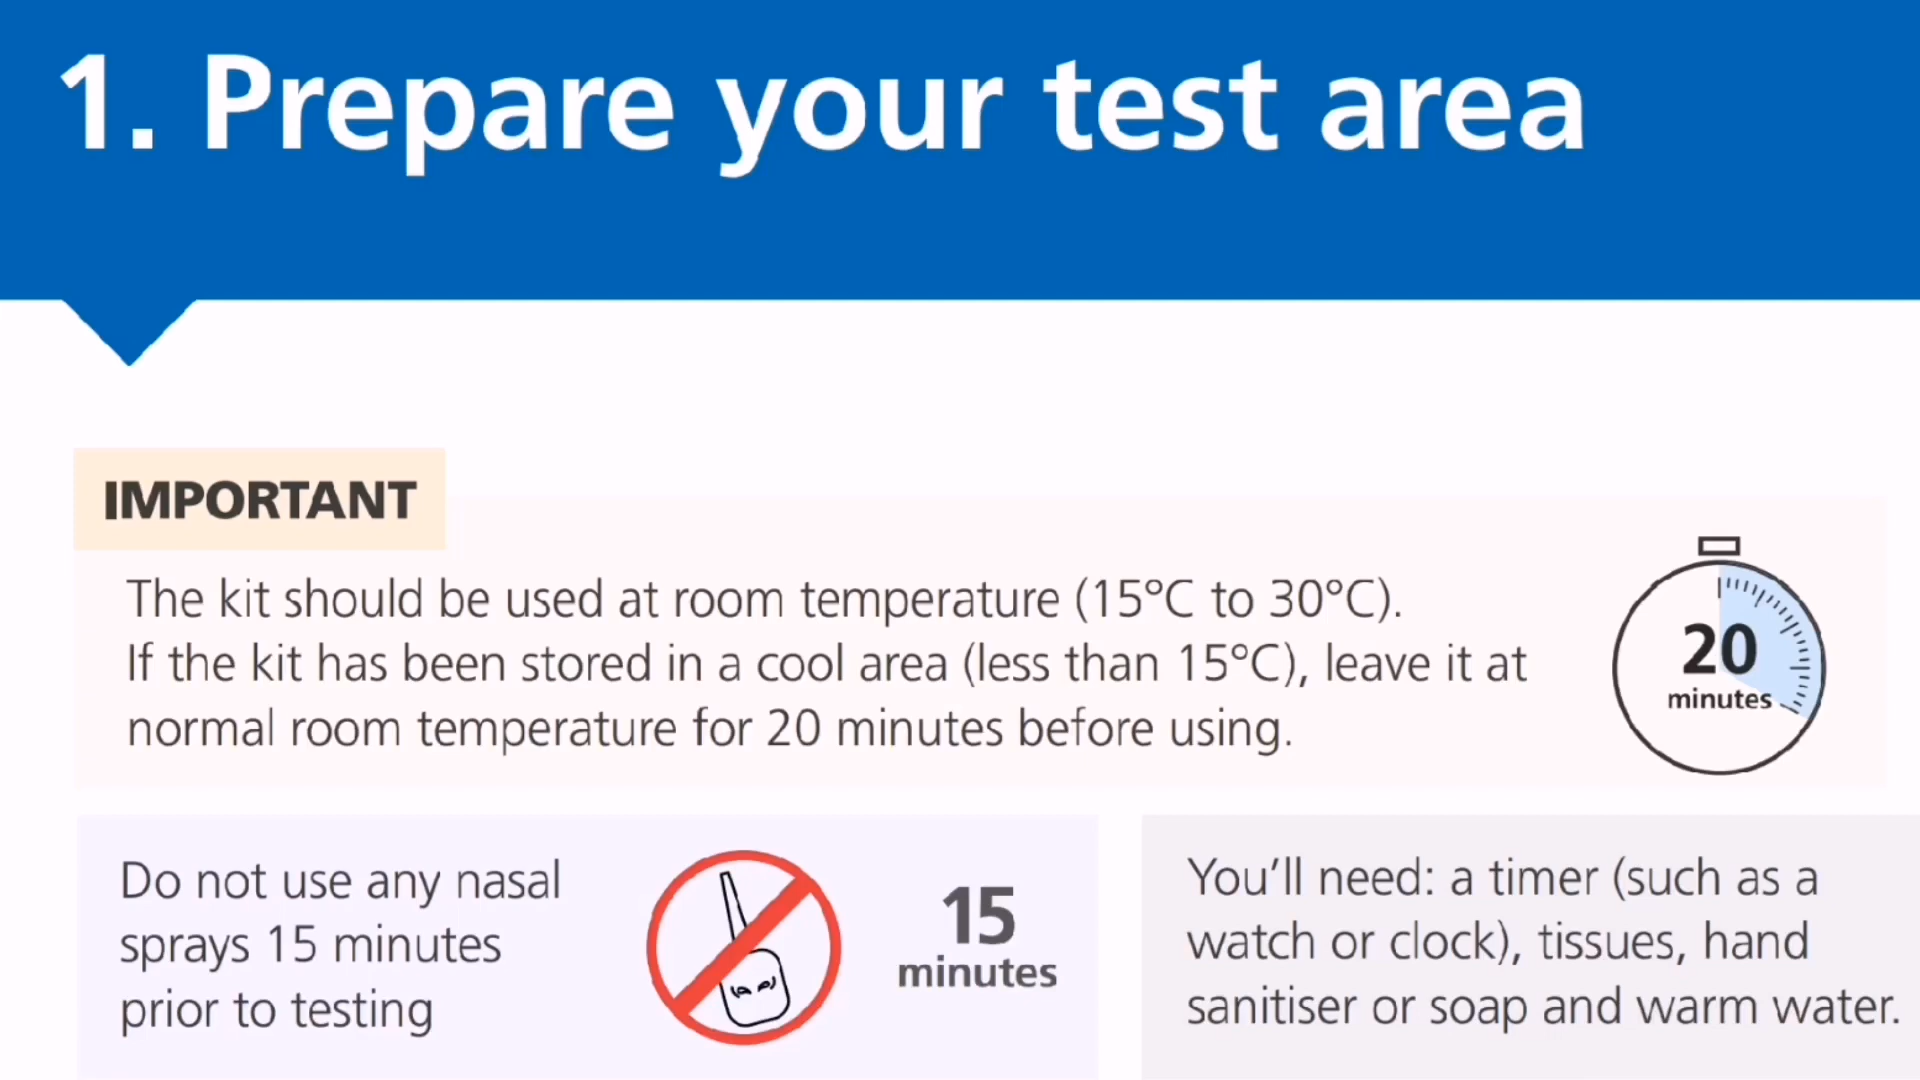 1. Prepare your test area
IMPORTANT
The kit should be used at room temperature (15°C to 30°C).
If the kit has been stored in a cool area (less than 15°C), leave it at
normal room temperature for 20 minutes before using.
20
minutes
Do not use any nasal
sprays 15 minutes
prior to testing
15
minutes
You’ll need: a timer (such as a
watch or clock), tissues, hand
sanitiser or soap and warm water.